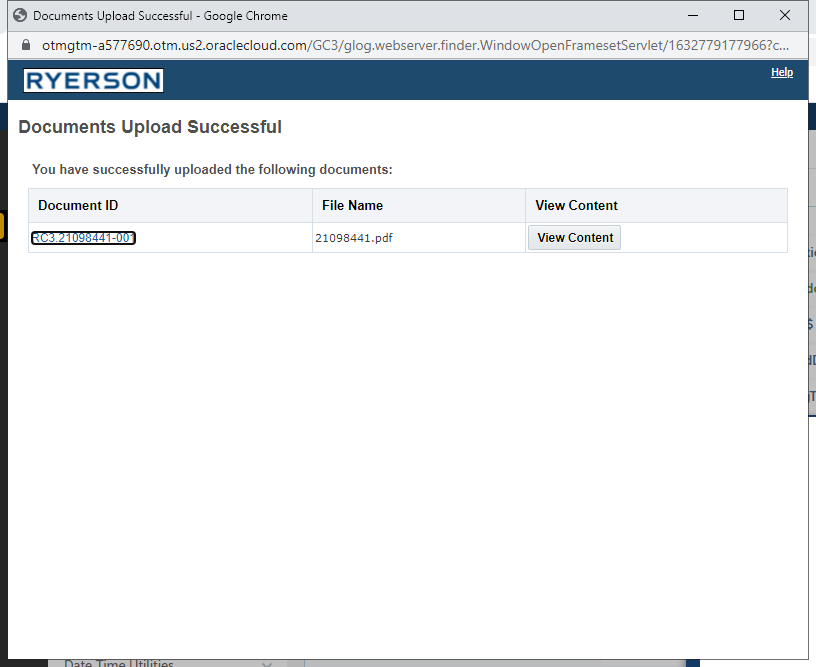 Documents Upload Successful - Google Chrome
otmgtm-a577690.otm.us2.oraclecloud.com/GC3/glog.webserver.finder.WindowOpenFramesetServlet/1632779177966?c...
RYERSON
Help
Documents Upload Successful
You have successfully uploaded the following documents:
Document ID File Name View Content
RC3.21098441-001 21098441.pdf View Content
Date Time Utilities